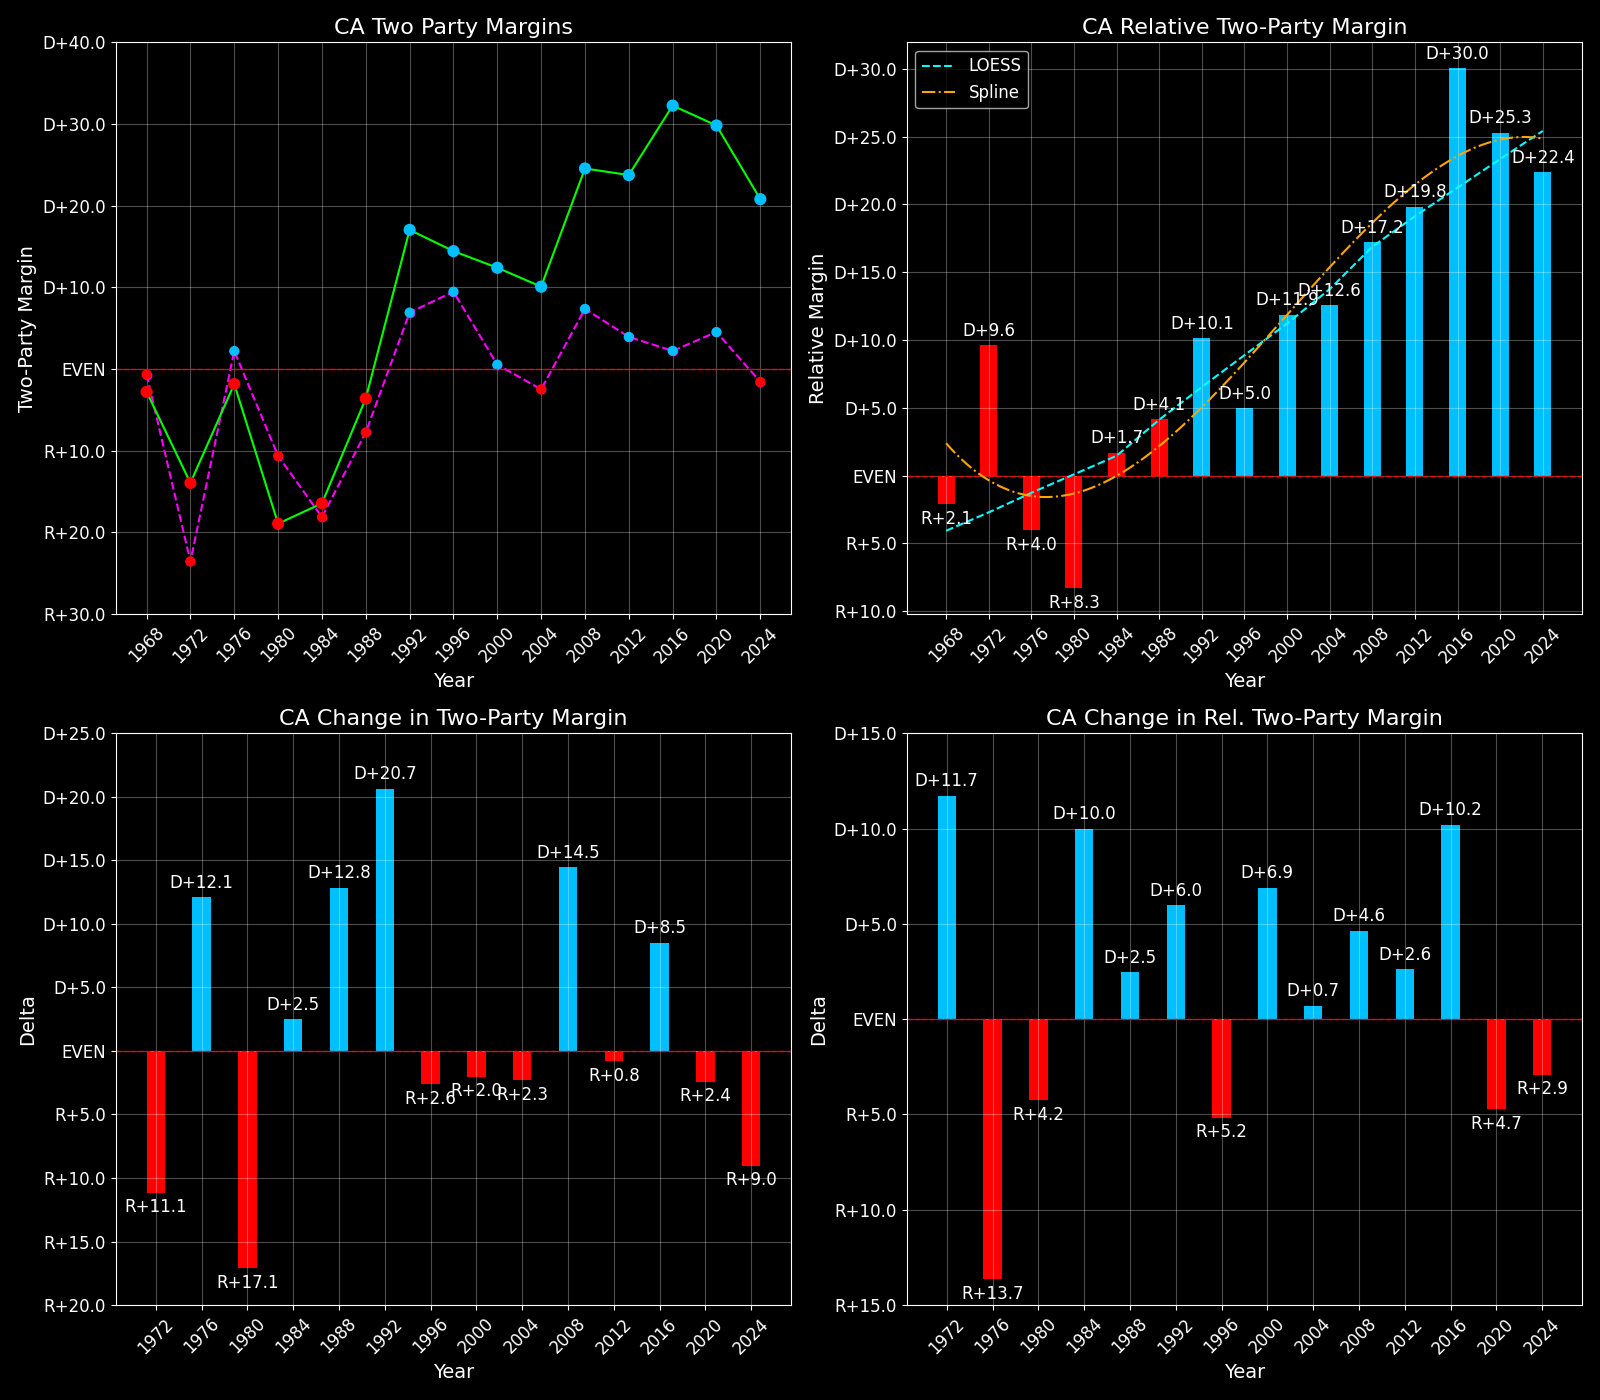 CA Two Party Margins
D+40.0
D+30.0
D+20.0
D+10.0
EVEN
R+10.0
R+20.0
R+30.0
Two-Party Margin
1968
1972
1976
1980
1984
1988
1992
1996
2000
2004
2008
2012
2016
2020
2024
Year
CA Relative Two-Party Margin
LOESS
Spline
D+30.0
D+25.0
D+20.0
D+15.0
D+10.0
D+5.0
EVEN
R+5.0
R+10.0
Relative Margin
R+2.1
D+9.6
R+4.0
R+8.3
D+1.7
D+4.1
D+10.1
D+5.0
D+11.9
D+12.6
D+17.2
D+19.8
D+30.0
D+25.3
D+22.4
1968
1972
1976
1980
1984
1988
1992
1996
2000
2004
2008
2012
2016
2020
2024
Year
CA Change in Two-Party Margin
D+25.0
D+20.0
D+15.0
D+10.0
D+5.0
EVEN
R+5.0
R+10.0
R+15.0
R+20.0
Delta
R+11.1
D+12.1
R+17.1
D+2.5
D+12.8
D+20.7
R+2.6
R+2.0
R+2.3
D+14.5
R+0.8
D+8.5
R+2.4
R+9.0
1972
1976
1980
1984
1988
1992
1996
2000
2004
2008
2012
2016
2020
2024
Year
CA Change in Rel. Two-Party Margin
D+15.0
D+10.0
D+5.0
EVEN
R+5.0
R+10.0
R+15.0
Delta
D+11.7
R+13.7
R+4.2
D+10.0
D+2.5
D+6.0
R+5.2
D+6.9
D+0.7
D+4.6
D+2.6
D+10.2
R+4.7
R+2.9
1972
1976
1980
1984
1988
1992
1996
2000
2004
2008
2012
2016
2020
2024
Year